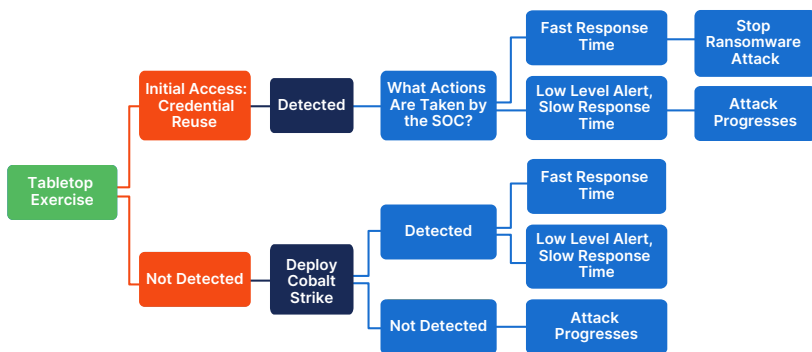 Tabletop
Exercise
Initial Access:
Credential
Reuse
Detected
What Actions
Are Taken by
the SOC?
Fast Response
Time
Stop
Ransomware
Attack
Low Level Alert,
Slow Response
Time
Attack
Progresses
Not Detected
Deploy
Cobalt
Strike
Detected
Fast Response
Time
Low Level Alert,
Slow Response
Time
Not Detected
Attack
Progresses